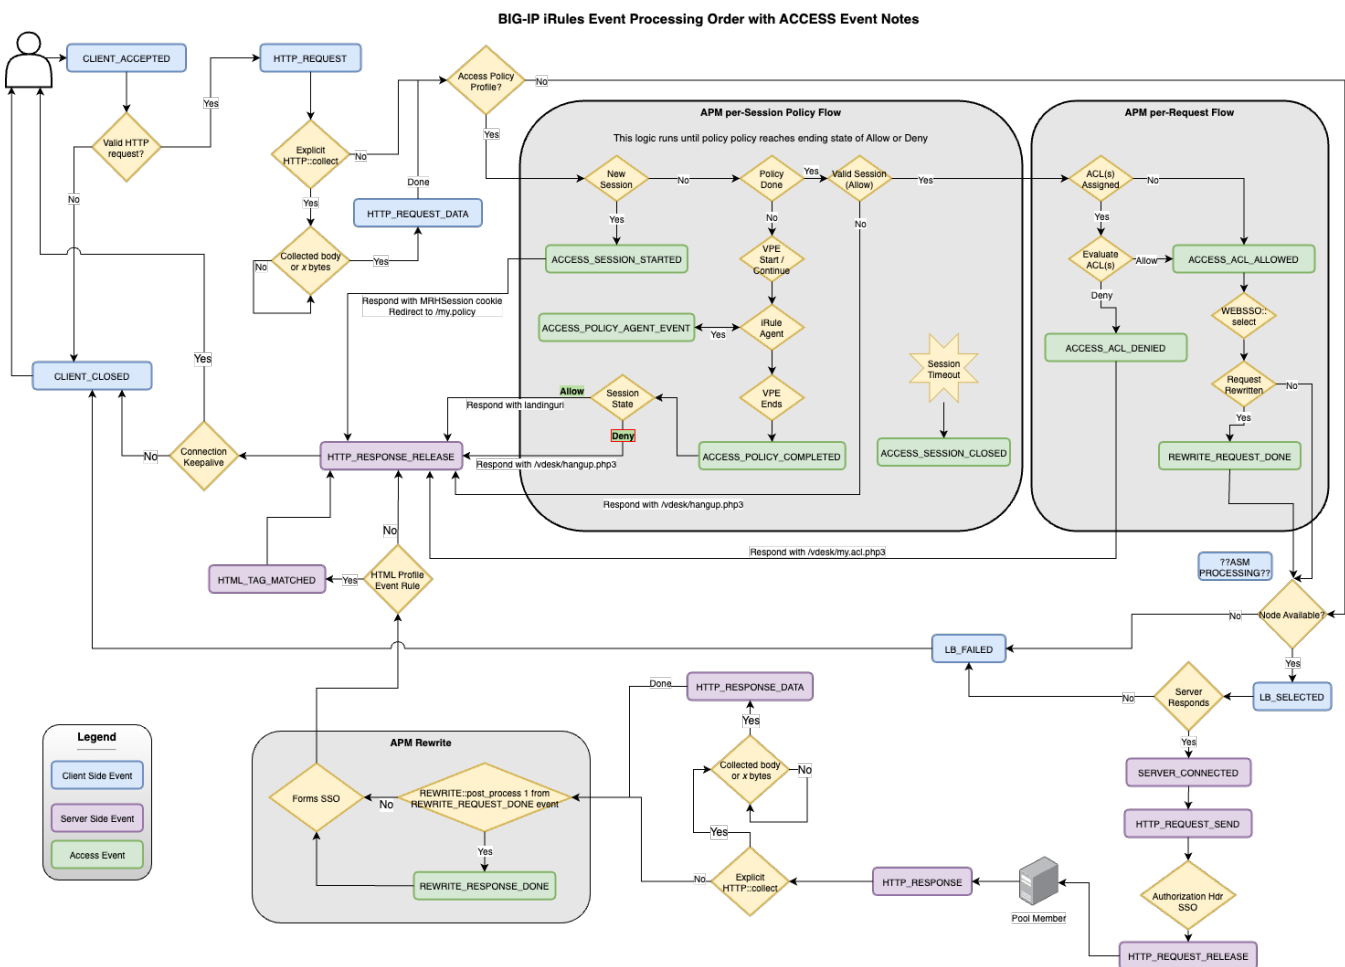 BIG-IP iRules Event Processing Order with ACCESS Event Notes
CLIENT_ACCEPTED
HTTP_REQUEST
Access Policy
Profile?
No
Yes
Valid HTTP
request?
Explicit
HTTP::collect
No
Yes
No
Yes
Done
HTTP_REQUEST_DATA
Collected body
or x bytes
No
Yes
Yes
APM per-Session Policy Flow
This logic runs until policy policy reaches ending state of Allow or Deny
New
Session
No
Policy
Done
Yes
Valid Session
(Allow)
Yes
Yes
No
No
ACCESS_SESSION_STARTED
VPE
Start /
Continue
Respond with MRHSession cookie
Redirect to /my.policy
ACCESS_POLICY_AGENT_EVENT
Yes
iRule
Agent
Session
Timeout
Allow
Respond with landinguri
Session
State
VPE
Ends
Deny
ACCESS_POLICY_COMPLETED
ACCESS_SESSION_CLOSED
Respond with /vdesk/hangup.php3
Respond with /vdesk/hangup.php3
APM per-Request Flow
ACL(s)
Assigned
No
Yes
Evaluate
ACL(s)
Allow
ACCESS_ACL_ALLOWED
Deny
WEBSSO::
select
ACCESS_ACL_DENIED
Request
Rewritten
No
Yes
REWRITE_REQUEST_DONE
Respond with /vdesk/my.acl.php3
CLIENT_CLOSED
Yes
No
Connection
Keepalive
HTTP_RESPONSE_RELEASE
No
HTML_TAG_MATCHED
Yes
HTML Profile
Event Rule
??ASM
PROCESSING??
Node Available?
No
Yes
LB_FAILED
LB_SELECTED
Server
Responds
No
Yes
SERVER_CONNECTED
HTTP_REQUEST_SEND
Authorization Hdr
SSO
HTTP_REQUEST_RELEASE
Pool Member
HTTP_RESPONSE
Explicit
HTTP::collect
No
Yes
Collected body
or x bytes
No
Yes
HTTP_RESPONSE_DATA
Done
APM Rewrite
Forms SSO
No
REWRITE::post_process 1 from
REWRITE_REQUEST_DONE event
Yes
REWRITE_RESPONSE_DONE
Legend
Client Side Event
Server Side Event
Access Event